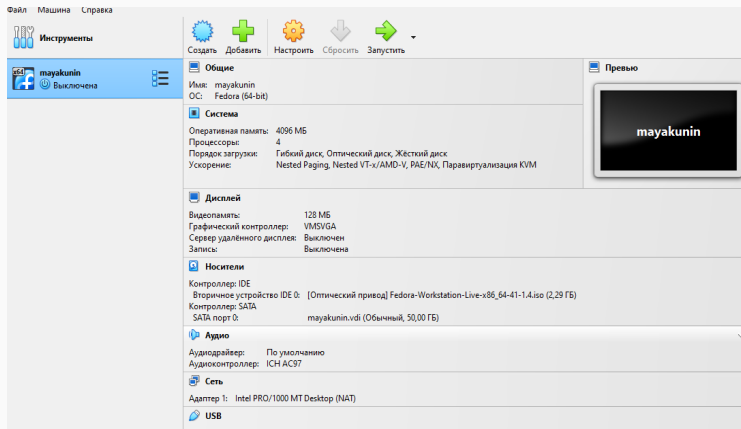 Файл Машина Справка
Инструменты
Создать Добавить Настроить Сбросить Запустить
x64 mayakunin
Выключена
Общие
Имя: mayakunin
ОС: Fedora (64-bit)
Превью
mayakunin
Система
Оперативная память: 4096 МБ
Процессоры: 4
Порядок загрузки: Гибкий диск, Оптический диск, Жёсткий диск
Ускорение: Nested Paging, Nested VT-x/AMD-V, PAE/NX, Паравиртуализация KVM
Дисплей
Видеопамять: 128 МБ
Графический контроллер: VMSVGA
Сервер удалённого дисплея: Выключен
Запись: Выключена
Носители
Контроллер: IDE
Вторичное устройство IDE 0: [Оптический привод] Fedora-Workstation-Live-x86_64-41-1.4.iso (2,29 ГБ)
Контроллер: SATA
SATA порт 0: mayakunin.vdi (Обычный, 50,00 ГБ)
Аудио
Аудиодрайвер: По умолчанию
Аудиоконтроллер: ICH AC97
Сеть
Адаптер 1: Intel PRO/1000 MT Desktop (NAT)
USB